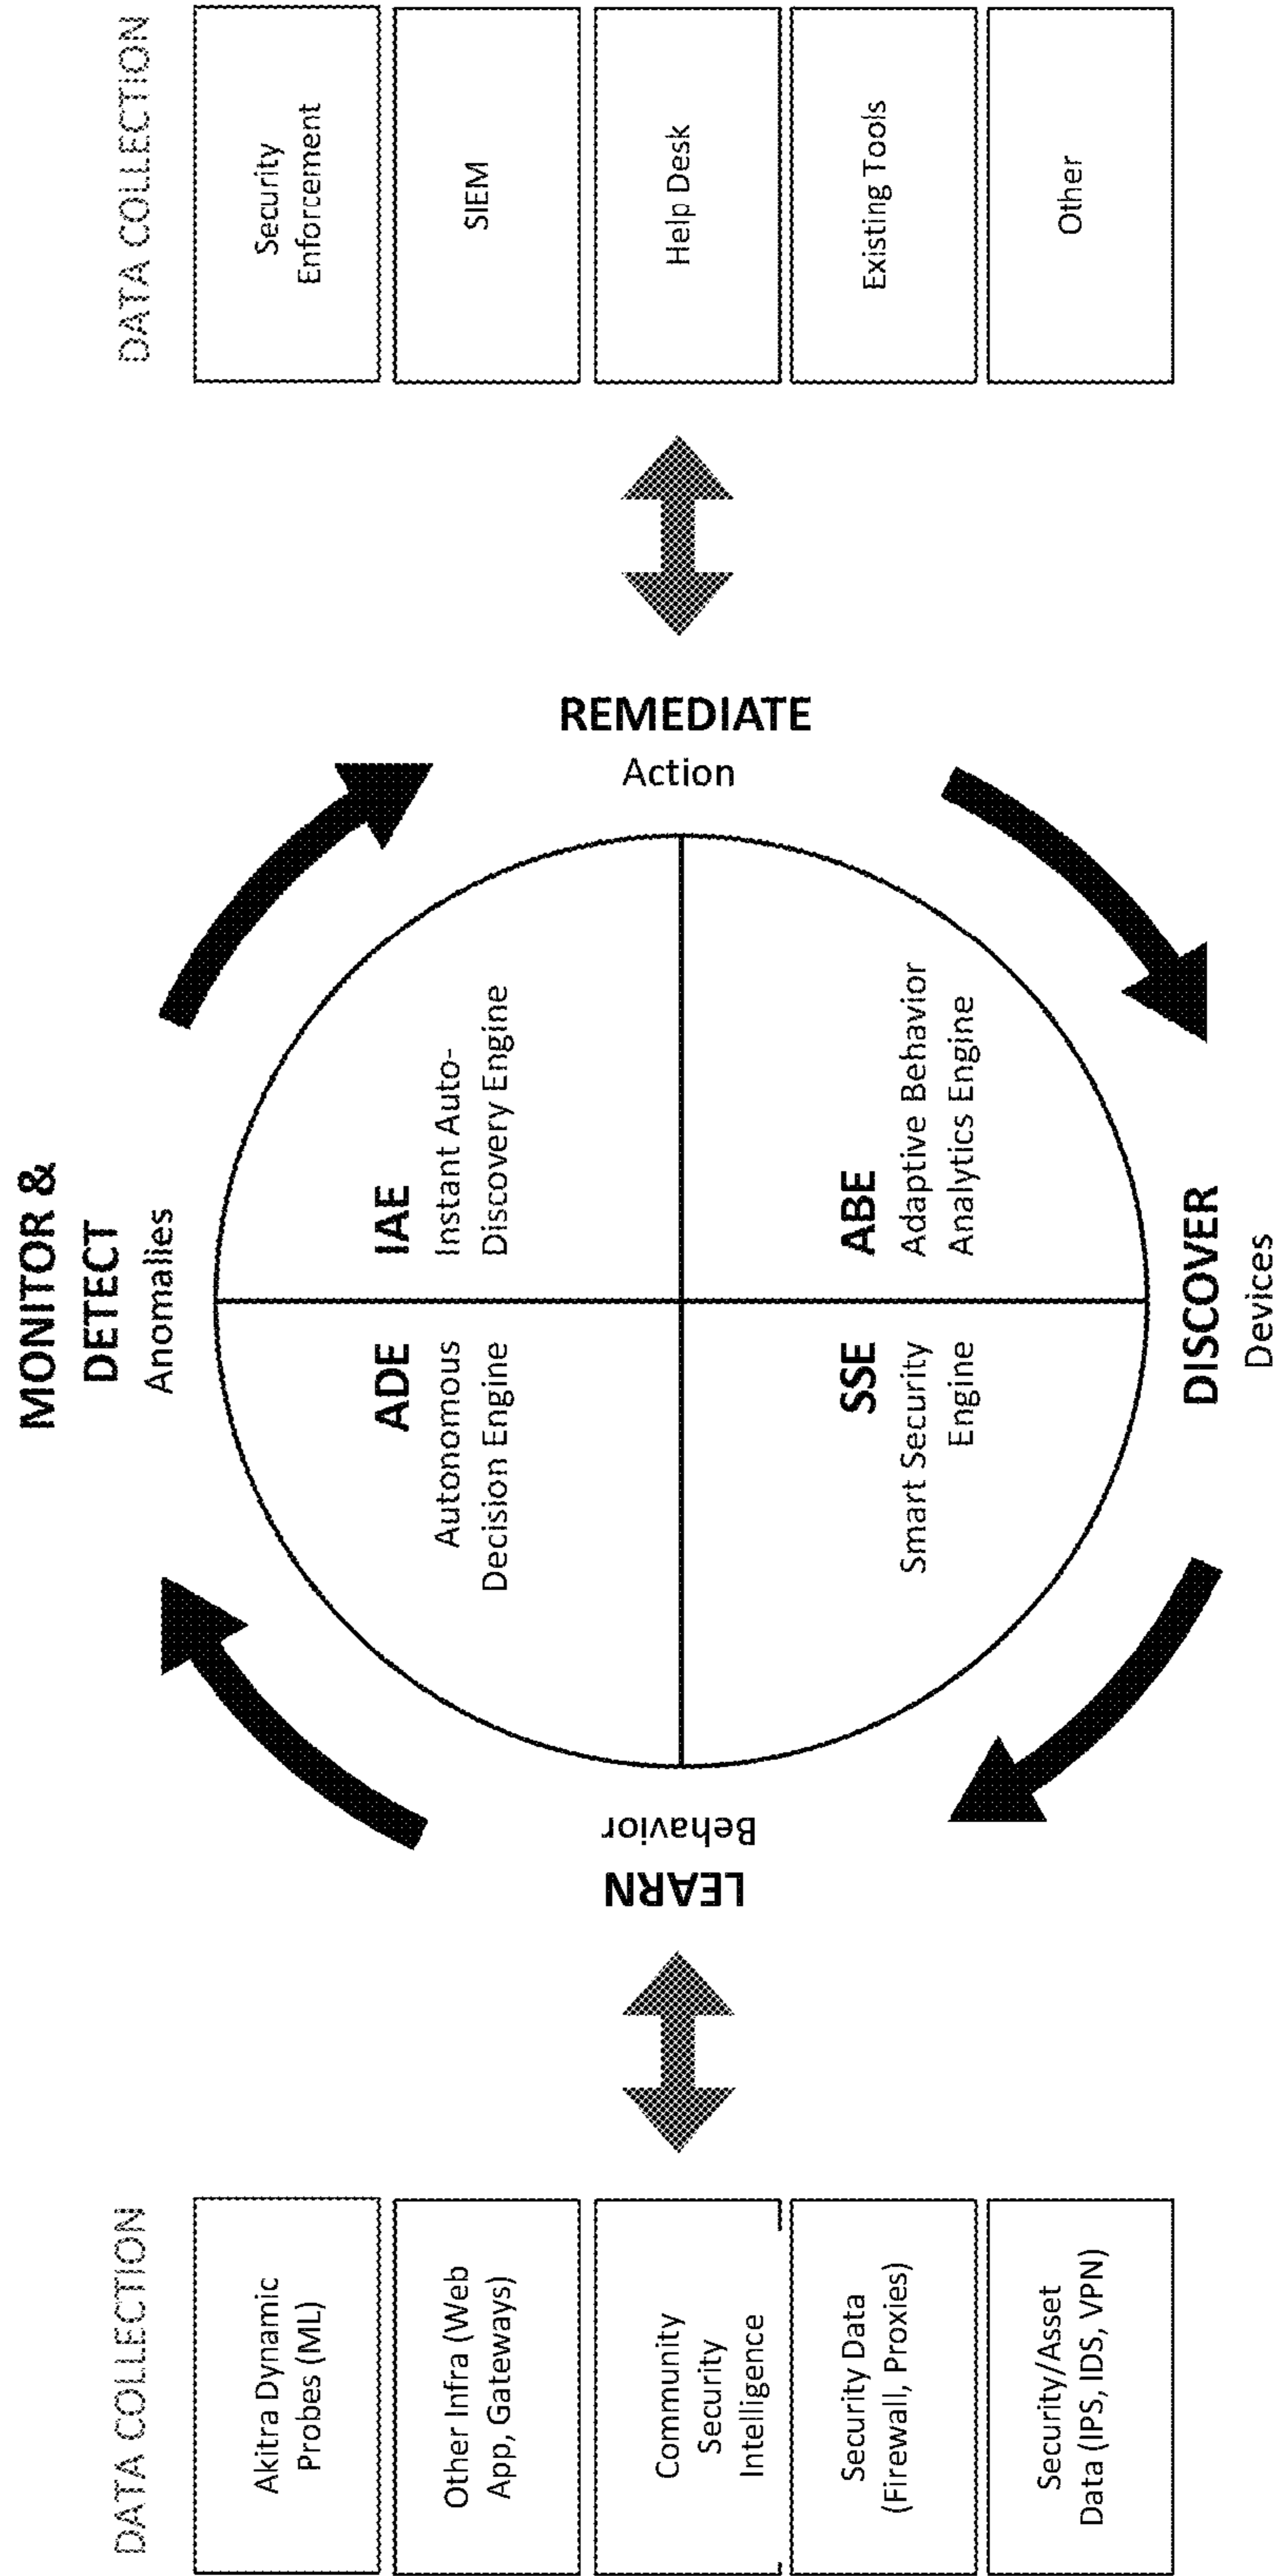 DATA COLLECTION
Akitra Dynamic
Probes (ML)
Other Infra (Web
App, Gateways)
Community
Security
Intelligence
Security Data
(Firewall, Proxies)
Security/Asset
Data (IPS, IDS, VPN)
LEARN
Behavior
MONITOR &
DETECT
Anomalies
ADE
Autonomous
Decision Engine
IAE
Instant Auto-
Discovery Engine
SSE
Smart Security
Engine
ABE
Adaptive Behavior
Analytics Engine
DISCOVER
Devices
REMEDIATE
Action
DATA COLLECTION
Security
Enforcement
SIEM
Help Desk
Existing Tools
Other